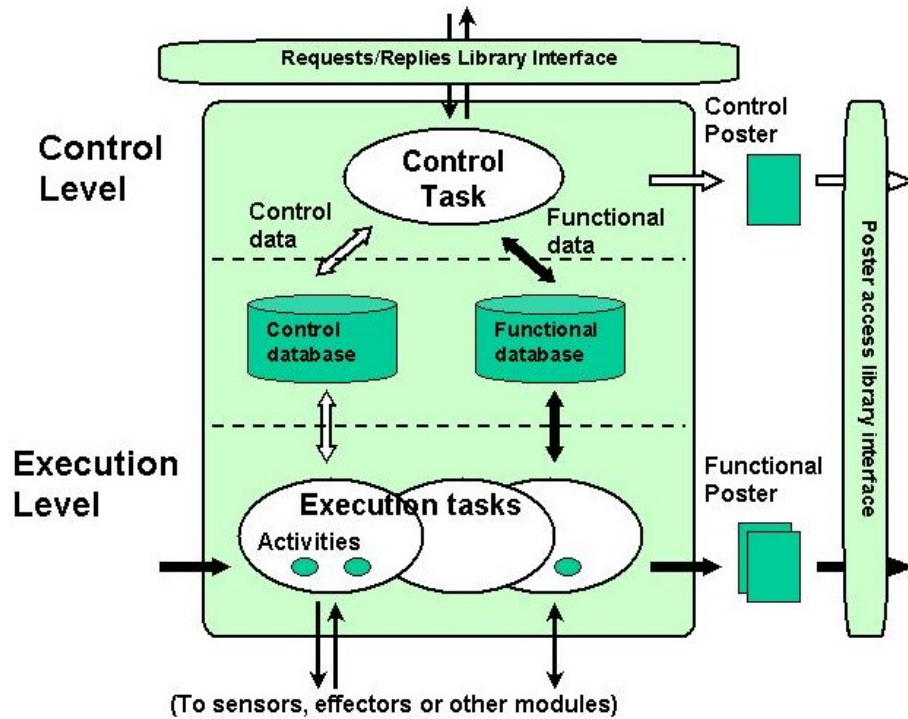 Requests/Replies Library Interface
Control
Level
Control
Poster
Control
Task
Control
data
Functional
data
Control
database
Functional
database
Poster access library interface
Execution
Level
Functional
Poster
Execution tasks
Activities
(To sensors, effectors or other modules)